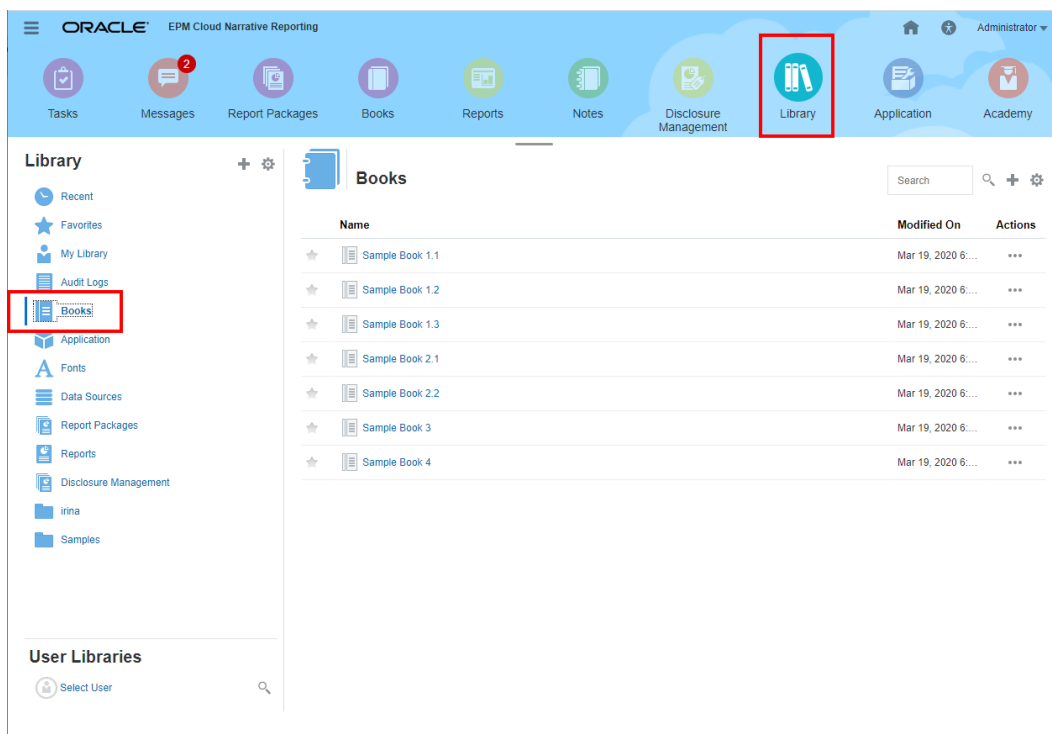 ORACLE® EPM Cloud Narrative Reporting Administrator
2
Tasks Messages Report Packages Books Reports Notes Disclosure Management Library Application Academy
Library
Recent
Favorites
My Library
Audit Logs
Books
Application
Fonts
Data Sources
Report Packages
Reports
Disclosure Management
irina
Samples
User Libraries
Select User
Books
Search
Name Modified On Actions
Sample Book 1.1 Mar 19, 2020 6:...
Sample Book 1.2 Mar 19, 2020 6:...
Sample Book 1.3 Mar 19, 2020 6:...
Sample Book 2.1 Mar 19, 2020 6:...
Sample Book 2.2 Mar 19, 2020 6:...
Sample Book 3 Mar 19, 2020 6:...
Sample Book 4 Mar 19, 2020 6:...